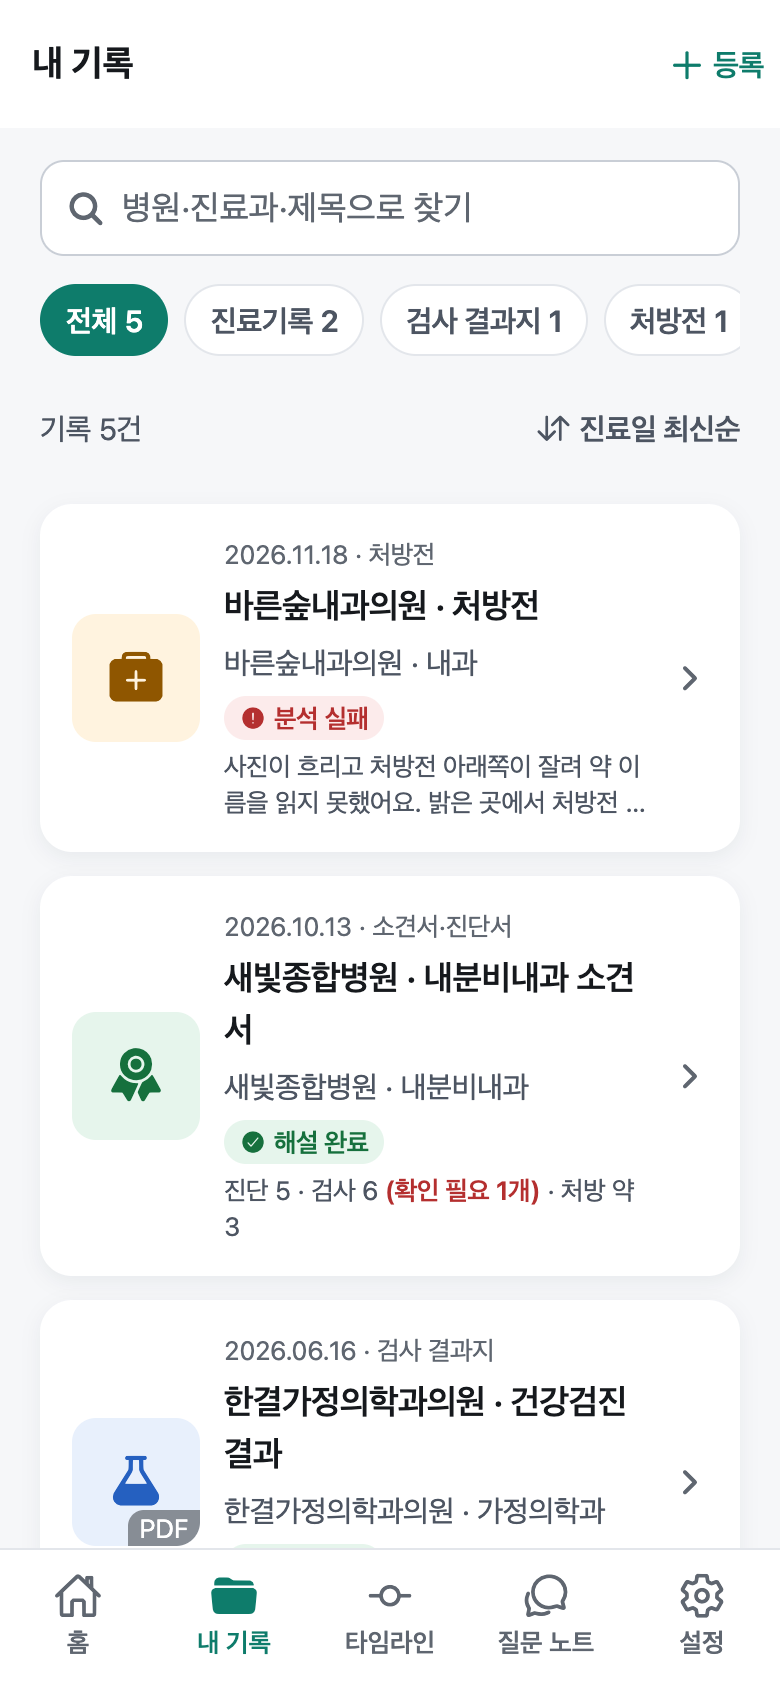 내 기록
등록
병원·진료과·제목으로 찾기
전체 5
진료기록 2
검사 결과지 1
처방전 1
기록 5건
진료일 최신순
2026.11.18 · 처방전
바른숲내과의원 · 처방전
바른숲내과의원 · 내과
분석 실패
사진이 흐리고 처방전 아래쪽이 잘려 약 이
름을 읽지 못했어요. 밝은 곳에서 처방전 ...
2026.10.13 · 소견서·진단서
새빛종합병원 · 내분비내과 소견
서
새빛종합병원 · 내분비내과
해설 완료
진단 5 · 검사 6 (확인 필요 1개) · 처방 약
3
2026.06.16 · 검사 결과지
한결가정의학과의원 · 건강검진
결과
한결가정의학과의원 · 가정의학과
PDF
홈
내 기록
타임라인
질문 노트
설정